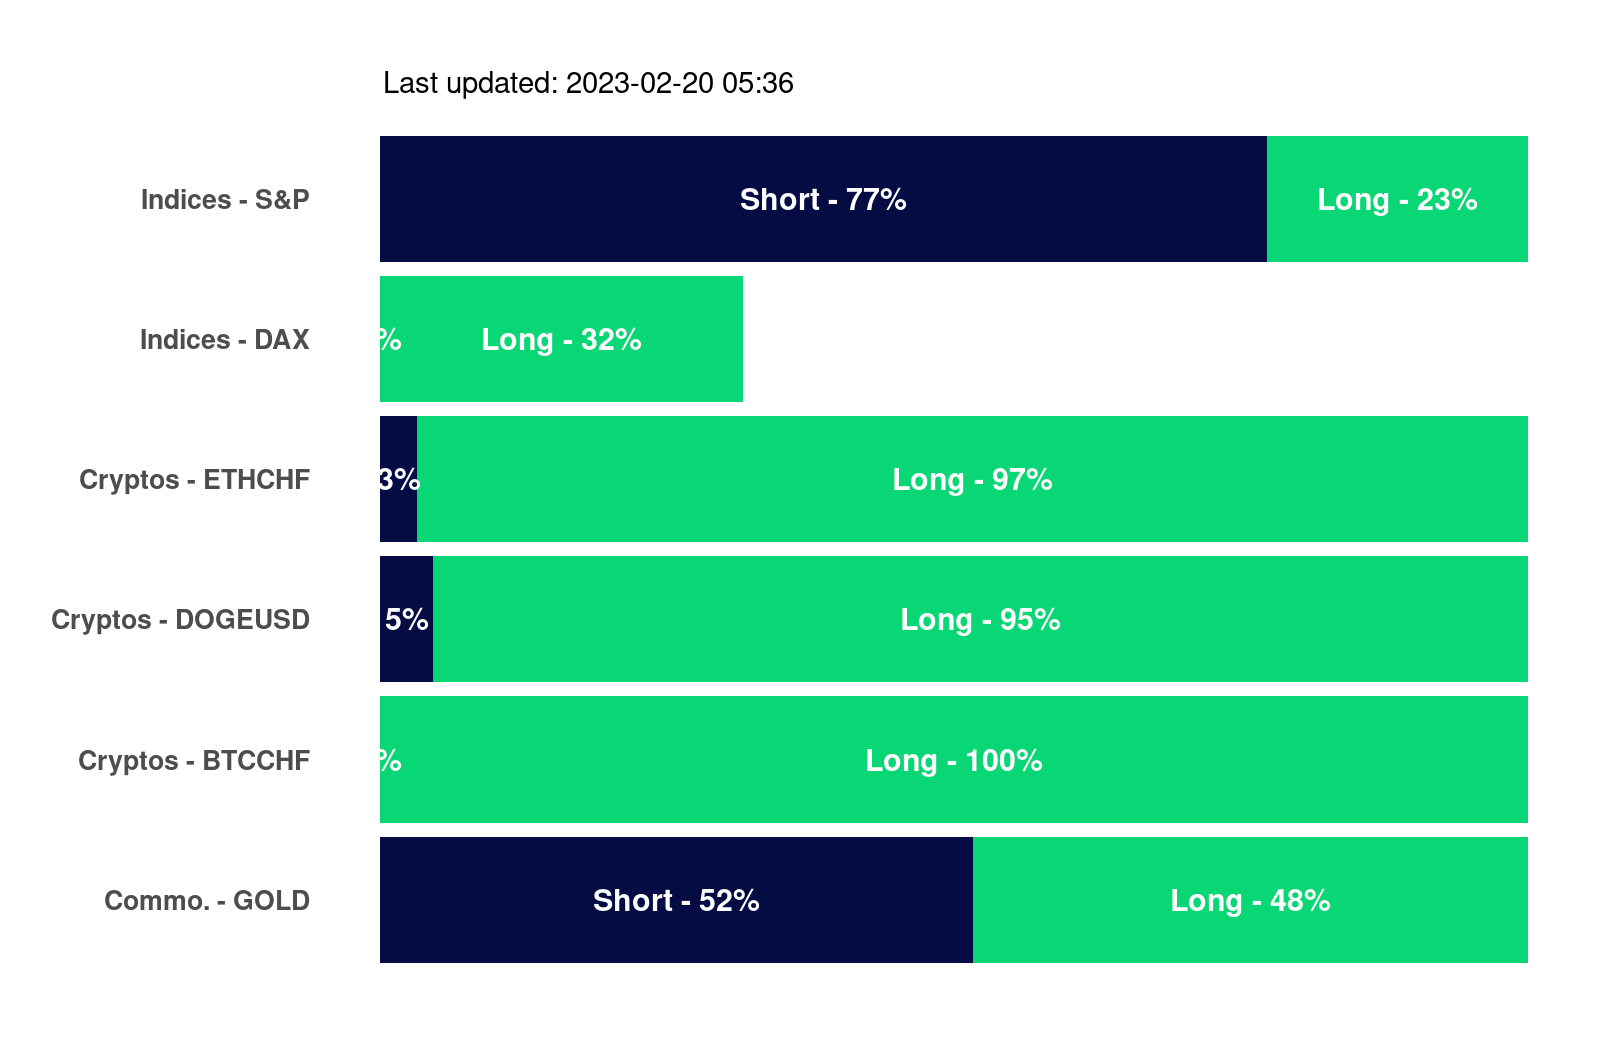 Last updated: 2023-02-20 05:36
Indices - S&P Short - 77% Long - 23%
Indices - DAX % Long - 32%
Cryptos - ETHCHF 3% Long - 97%
Cryptos - DOGEUSD 5% Long - 95%
Cryptos - BTCCHF % Long - 100%
Commo. - GOLD Short - 52% Long - 48%